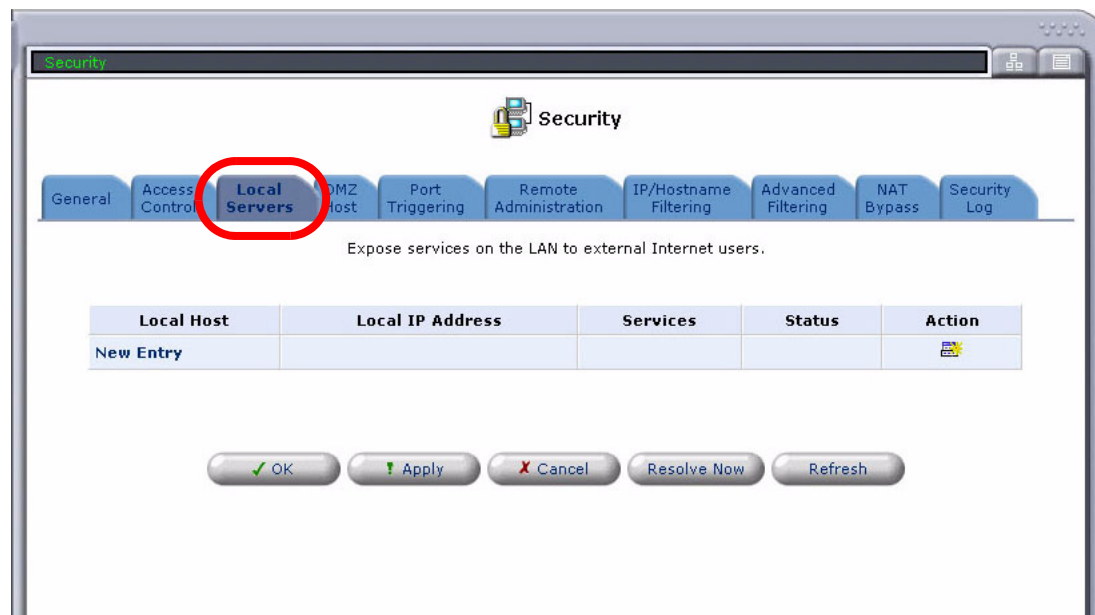 Security
Security
General
Access Control
Local Servers
DMZ Host
Port Triggering
Remote Administration
IP/Hostname Filtering
Advanced Filtering
NAT Bypass
Security Log
Expose services on the LAN to external Internet users.
Local Host Local IP Address Services Status Action
New Entry
OK Apply Cancel Resolve Now Refresh